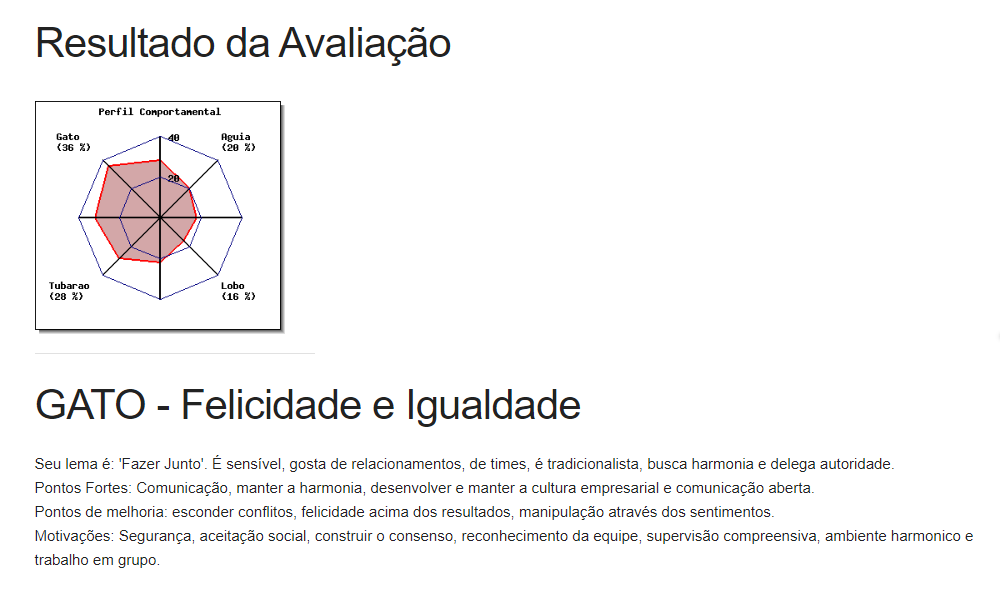 Resultado da Avaliação
Perfil Comportamental
Gato
(36 %)
40
Aguia
(20 %)
20
Tubarao
(28 %)
Lobo
(16 %)
GATO - Felicidade e Igualdade
Seu lema é: 'Fazer Junto'. É sensível, gosta de relacionamentos, de times, é tradicionalista, busca harmonia e delega autoridade.
Pontos Fortes: Comunicação, manter a harmonia, desenvolver e manter a cultura empresarial e comunicação aberta.
Pontos de melhoria: esconder conflitos, felicidade acima dos resultados, manipulação através dos sentimentos.
Motivações: Segurança, aceitação social, construir o consenso, reconhecimento da equipe, supervisão compreensiva, ambiente harmonico e
trabalho em grupo.